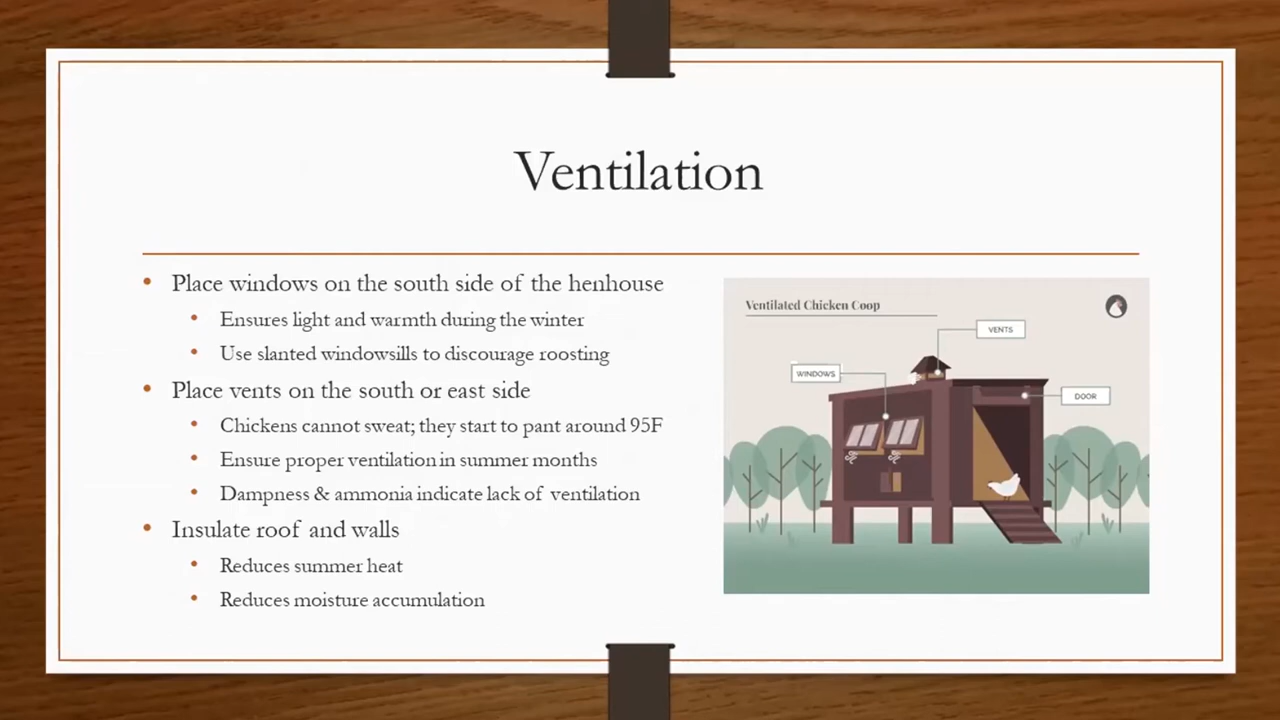 Ventilation
• Place windows on the south side of the henhouse
• Ensures light and warmth during the winter
• Use slanted windowsills to discourage roosting
• Place vents on the south or east side
• Chickens cannot sweat; they start to pant around 95F
• Ensure proper ventilation in summer months
• Dampness & ammonia indicate lack of ventilation
• Insulate roof and walls
• Reduces summer heat
• Reduces moisture accumulation
Ventilated Chicken Coop
VENTS
WINDOWS
DOOR